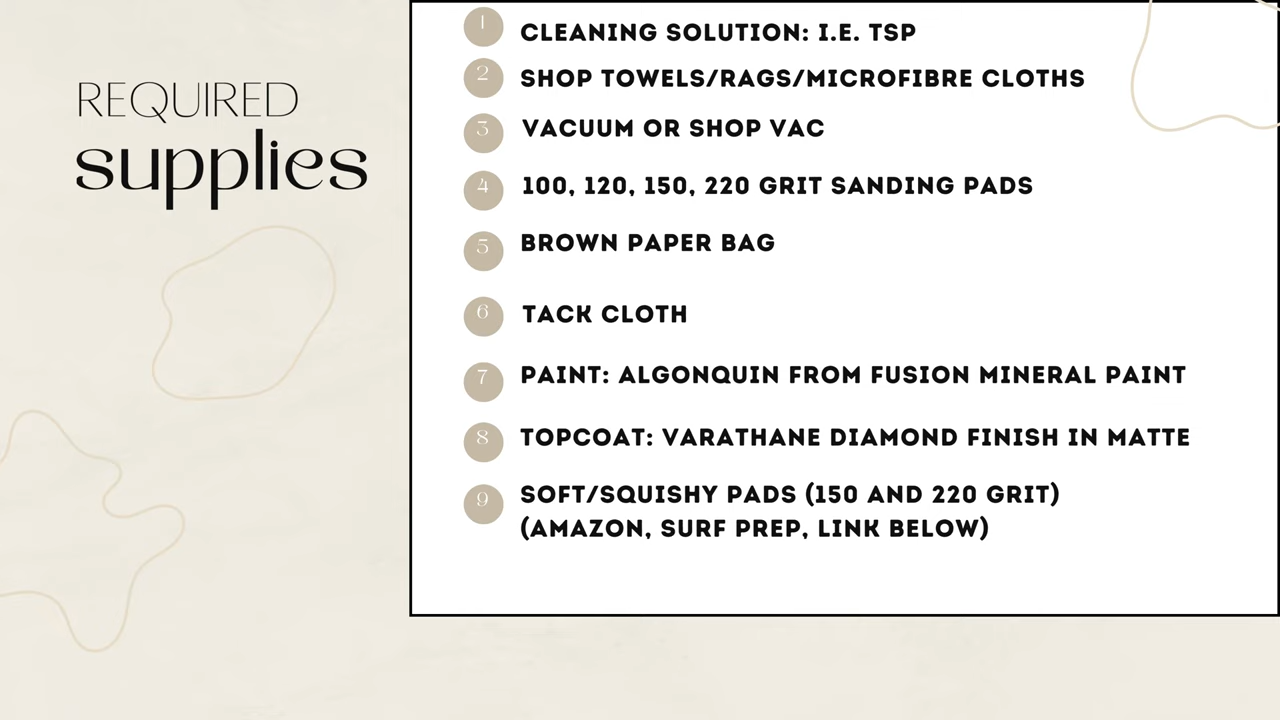 REQUIRED
supplies
1 CLEANING SOLUTION: I.E. TSP
2 SHOP TOWELS/RAGS/MICROFIBRE CLOTHS
3 VACUUM OR SHOP VAC
4 100, 120, 150, 220 GRIT SANDING PADS
5 BROWN PAPER BAG
6 TACK CLOTH
7 PAINT: ALGONQUIN FROM FUSION MINERAL PAINT
8 TOPCOAT: VARATHANE DIAMOND FINISH IN MATTE
9 SOFT/SQUISHY PADS (150 AND 220 GRIT)
(AMAZON, SURF PREP, LINK BELOW)